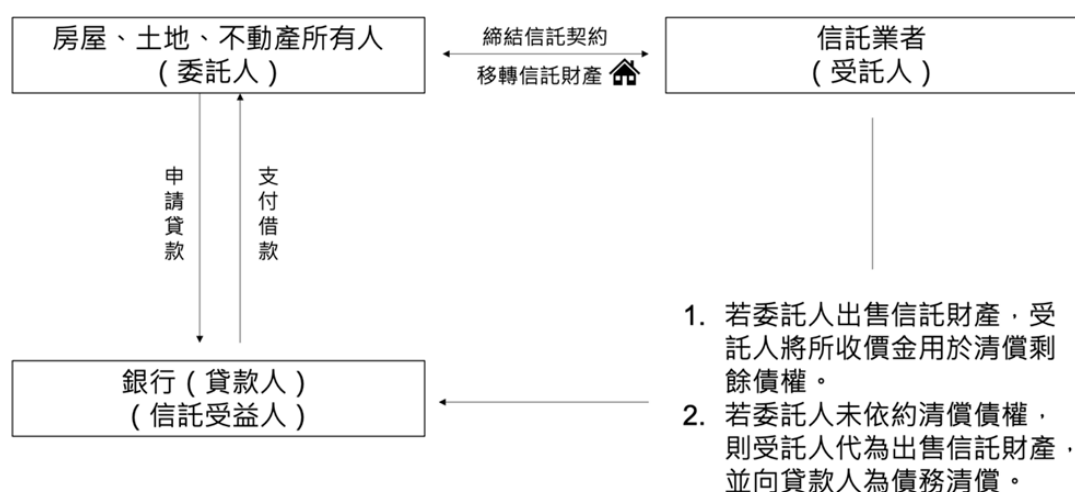 房屋、土地、不動產所有人
(委託人)
締結信託契約
移轉信託財產
信託業者
(受託人)
申請貸款
支付借款
銀行(貸款人)
(信託受益人)
1. 若委託人出售信託財產,受
託人將所收價金用於清償剩
餘債權。
2. 若委託人未依約清償債權,
則受託人代為出售信託財產,
並向貸款人為債務清償。